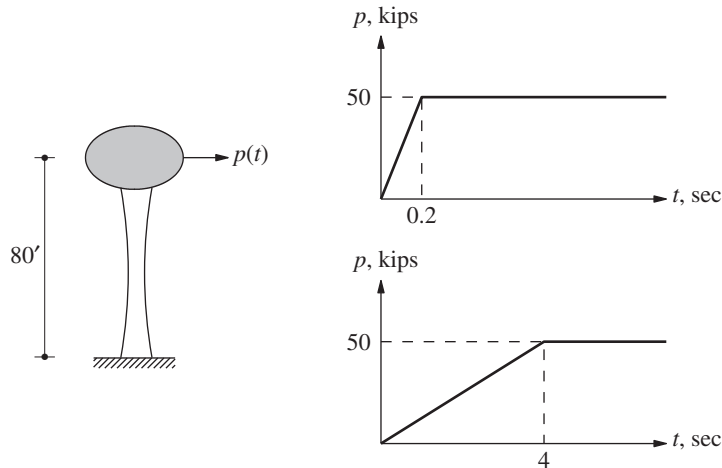 p, kips
50
0.2
t, sec
p(t)
80′
p, kips
50
4
t, sec